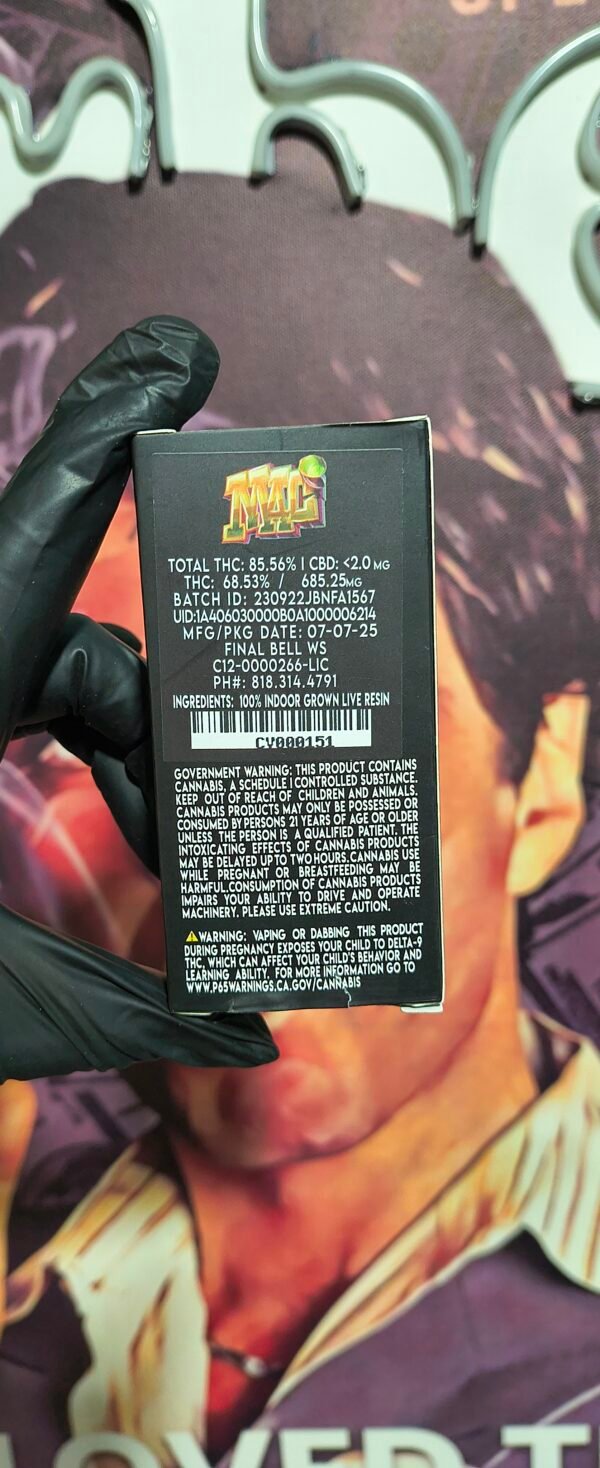 MAC
TOTAL THC: 85.56% | CBD: <2.0 MG
THC: 68.53% / 685.25MG
BATCH ID: 230922JBNFA1567
UID:1A406030000B0A1000006214
MFG/PKG DATE: 07-07-25
FINAL BELL WS
C12-0000266-LIC
PH#: 818.314.4791
INGREDIENTS: 100% INDOOR GROWN LIVE RESIN
CY000151
GOVERNMENT WARNING: THIS PRODUCT CONTAINS
CANNABIS, A SCHEDULE I CONTROLLED SUBSTANCE.
KEEP OUT OF REACH OF CHILDREN AND ANIMALS.
CANNABIS PRODUCTS MAY ONLY BE POSSESSED OR
CONSUMED BY PERSONS 21 YEARS OF AGE OR OLDER
UNLESS THE PERSON IS A QUALIFIED PATIENT. THE
INTOXICATING EFFECTS OF CANNABIS PRODUCTS
MAY BE DELAYED UP TO TWO HOURS. CANNABIS USE
WHILE PREGNANT OR BREASTFEEDING MAY BE
HARMFUL.CONSUMPTION OF CANNABIS PRODUCTS
IMPAIRS YOUR ABILITY TO DRIVE AND OPERATE
MACHINERY. PLEASE USE EXTREME CAUTION.
WARNING: VAPING OR DABBING THIS PRODUCT
DURING PREGNANCY EXPOSES YOUR CHILD TO DELTA-9
THC, WHICH CAN AFFECT YOUR CHILD'S BEHAVIOR AND
LEARNING ABILITY. FOR MORE INFORMATION GO TO
WWW.P65WARNINGS.CA.GOV/CANNABIS